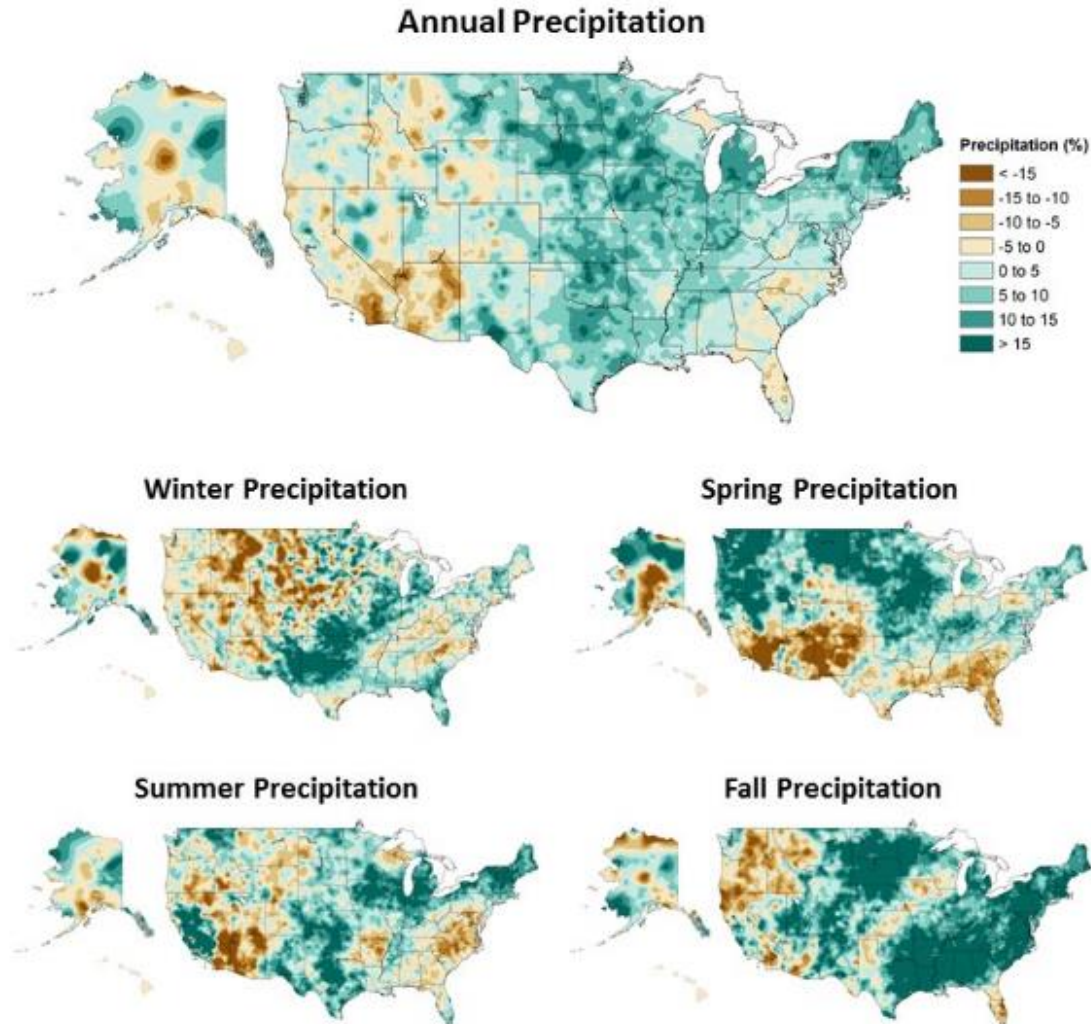 Annual Precipitation
Precipitation (%)
< -15
-15 to -10
-10 to -5
-5 to 0
0 to 5
5 to 10
10 to 15
> 15
Winter Precipitation
Spring Precipitation
Summer Precipitation
Fall Precipitation